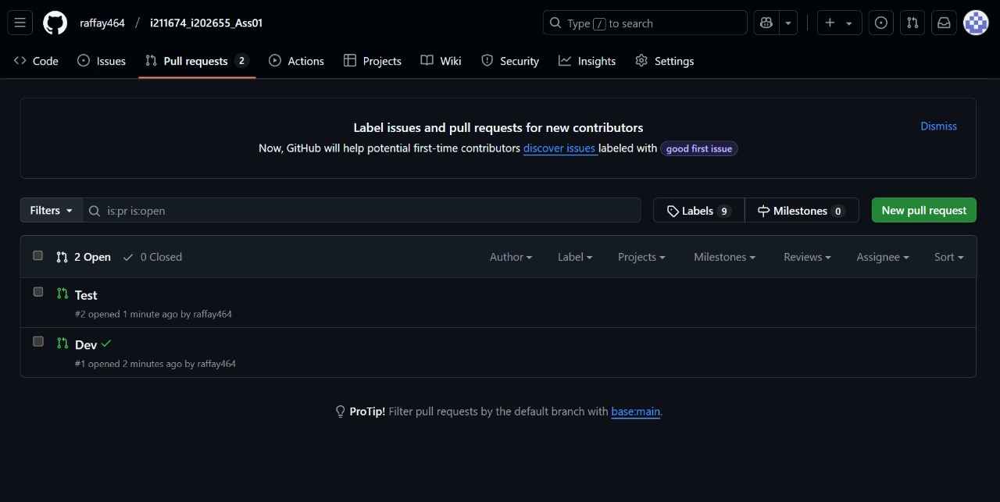 raffay464 / i211674_i202655_Ass01 Type / to search
Code Issues Pull requests 2 Actions Projects Wiki Security Insights Settings
Label issues and pull requests for new contributors
Dismiss
Now, GitHub will help potential first-time contributors discover issues labeled with good first issue
Filters is:pr is:open Labels 9 Milestones 0 New pull request
2 Open 0 Closed Author Label Projects Milestones Reviews Assignee Sort
Test
#2 opened 1 minute ago by raffay464
Dev
#1 opened 2 minutes ago by raffay464
ProTip! Filter pull requests by the default branch with base:main.